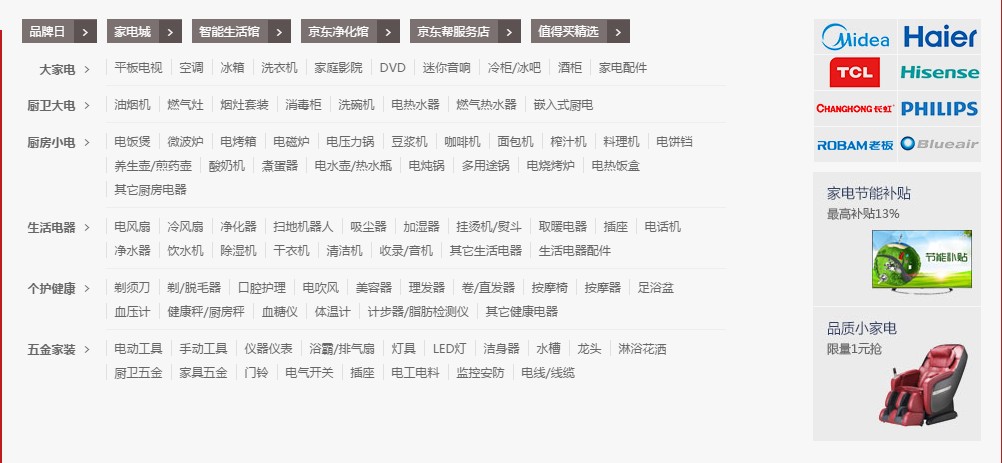 品牌日 > 家电城 > 智能生活馆 > 京东净化馆 > 京东帮服务店 > 值得买精选 >
大家电 > 平板电视 空调 冰箱 洗衣机 家庭影院 DVD 迷你音响 冷柜/冰吧 酒柜 家电配件
厨卫大电 > 油烟机 燃气灶 烟灶套装 消毒柜 洗碗机 电热水器 燃气热水器 嵌入式厨电
厨房小电 > 电饭煲 微波炉 电烤箱 电磁炉 电压力锅 豆浆机 咖啡机 面包机 榨汁机 料理机 电饼铛
养生壶/煎药壶 酸奶机 煮蛋器 电水壶/热水瓶 电炖锅 多用途锅 电烧烤炉 电热饭盒
其它厨房电器
生活电器 > 电风扇 冷风扇 净化器 扫地机器人 吸尘器 加湿器 挂烫机/熨斗 取暖电器 插座 电话机
净水器 饮水机 除湿机 干衣机 清洁机 收录/音机 其它生活电器 生活电器配件
个护健康 > 剃须刀 剃/脱毛器 口腔护理 电吹风 美容器 理发器 卷/直发器 按摩椅 按摩器 足浴盆
血压计 健康秤/厨房秤 血糖仪 体温计 计步器/脂肪检测仪 其它健康电器
五金家装 > 电动工具 手动工具 仪器仪表 浴霸/排气扇 灯具 LED灯 洁身器 水槽 龙头 淋浴花洒
厨卫五金 家具五金 门铃 电气开关 插座 电工电料 监控安防 电线/线缆
Midea Haier
TCL Hisense
CHANGHONG 长虹 PHILIPS
ROBAM老板 Blueair
家电节能补贴
最高补贴13%
节能补贴
品质小家电
限量1元抢